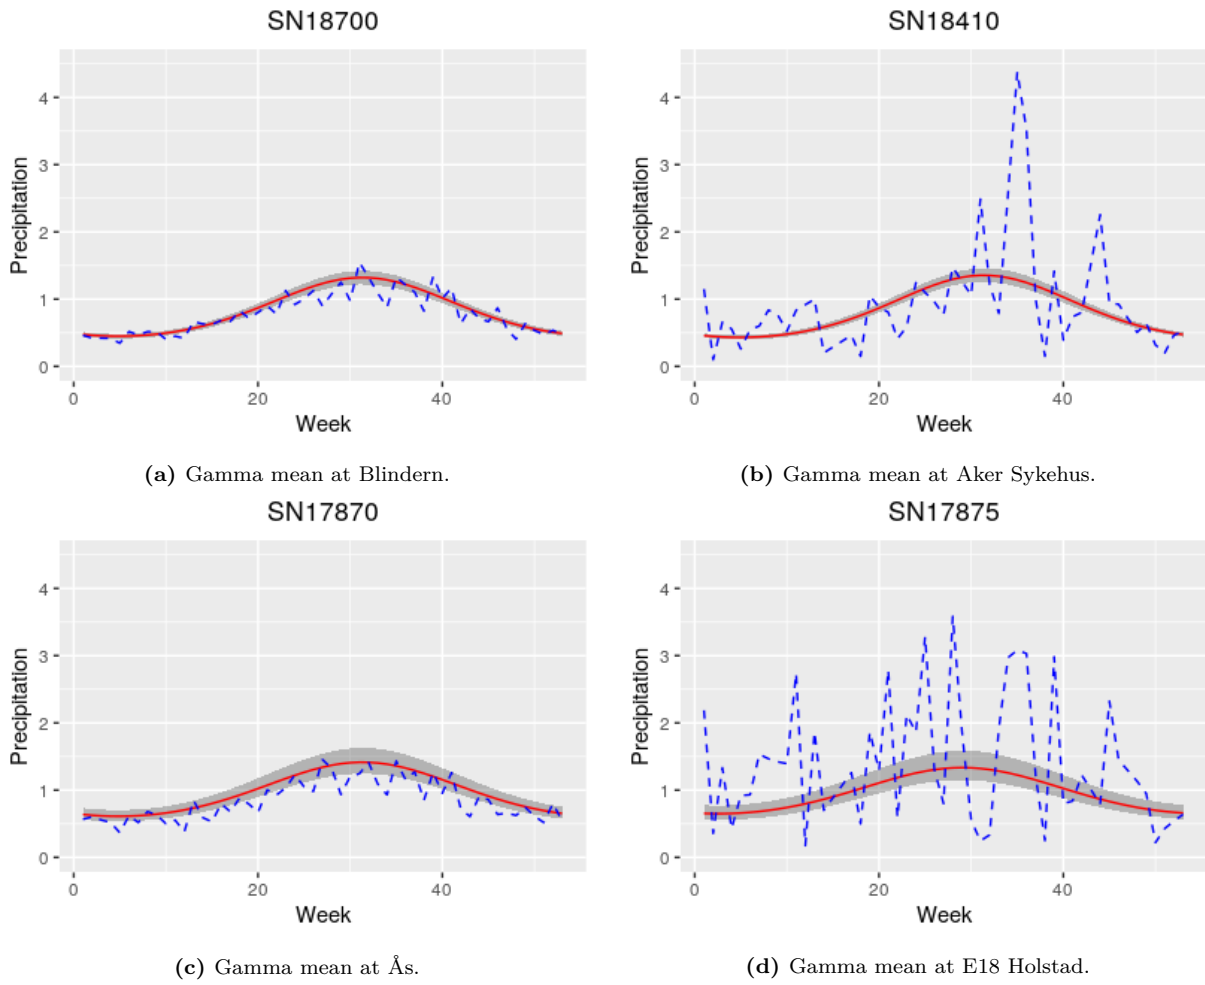 SN18700
SN18410
Precipitation
4
3
2
1
0
0 20 40
Week
Precipitation
4
3
2
1
0
0 20 40
Week
(a) Gamma mean at Blindern.
(b) Gamma mean at Aker Sykehus.
SN17870
SN17875
Precipitation
4
3
2
1
0
0 20 40
Week
Precipitation
4
3
2
1
0
0 20 40
Week
(c) Gamma mean at Ås.
(d) Gamma mean at E18 Holstad.